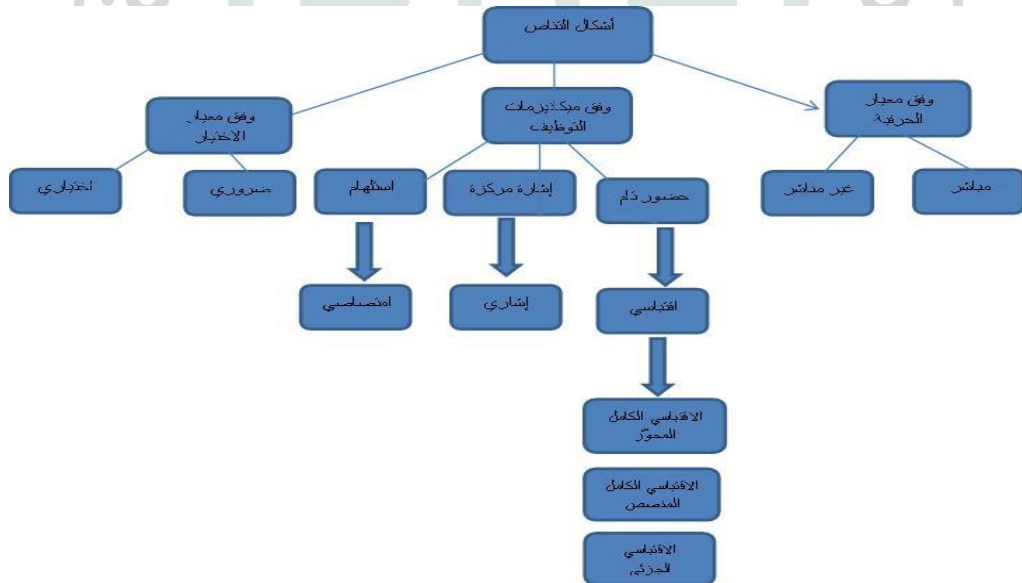 أشكال التناص
وفق معيار
الحرفية
وفق ميكانيزمات
التوظيف
وفق معيار
الاختيار
مباشر
غير مباشر
حضور تام
إشارة مركزة
استلهام
ضروري
اختياري
اقتباسي
إشاري
امتصاصي
الاقتباسي الكامل
المحوّر
الاقتباسي الكامل
المنصص
الاقتباسي
الجزئي